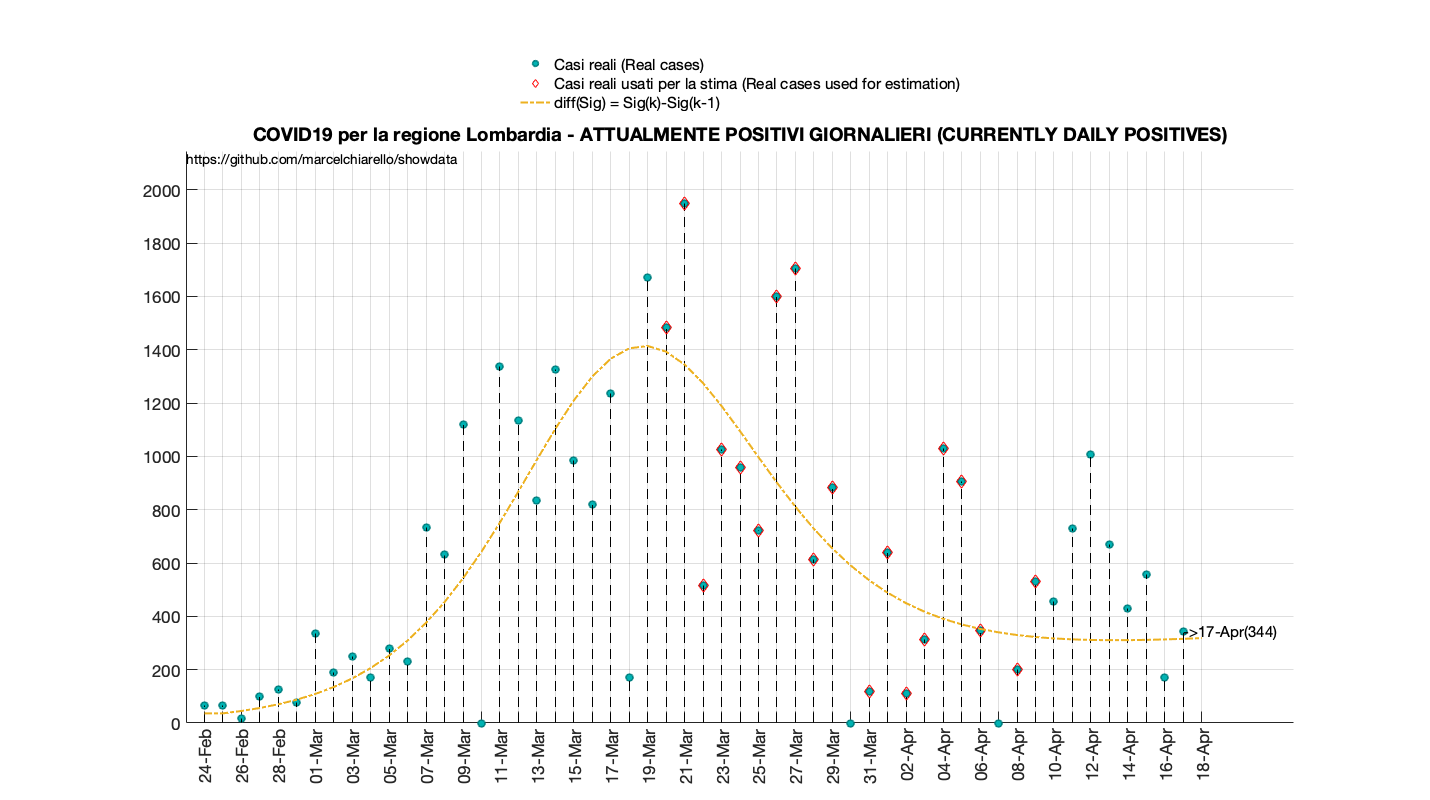 Casi reali (Real cases)
Casi reali usati per la stima (Real cases used for estimation)
diff(Sig) = Sig(k)-Sig(k-1)
COVID19 per la regione Lombardia - ATTUALMENTE POSITIVI GIORNALIERI (CURRENTLY DAILY POSITIVES)
https://github.com/marcelchiarello/showdata
2000
1800
1600
1400
1200
1000
800
600
400
200
0
->17-Apr(344)
24-Feb
26-Feb
28-Feb
01-Mar
03-Mar
05-Mar
07-Mar
09-Mar
11-Mar
13-Mar
15-Mar
17-Mar
19-Mar
21-Mar
23-Mar
25-Mar
27-Mar
29-Mar
31-Mar
02-Apr
04-Apr
06-Apr
08-Apr
10-Apr
12-Apr
14-Apr
16-Apr
18-Apr